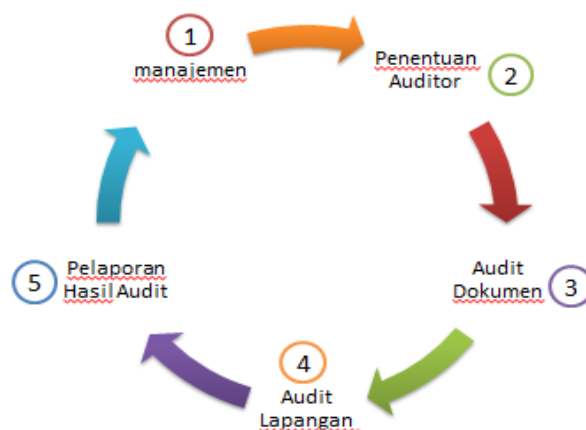 1
manajemen
Penentuan
Auditor
2
Audit
Dokumen
3
4
Audit
Lapangan
5
Pelaporan
Hasil Audit